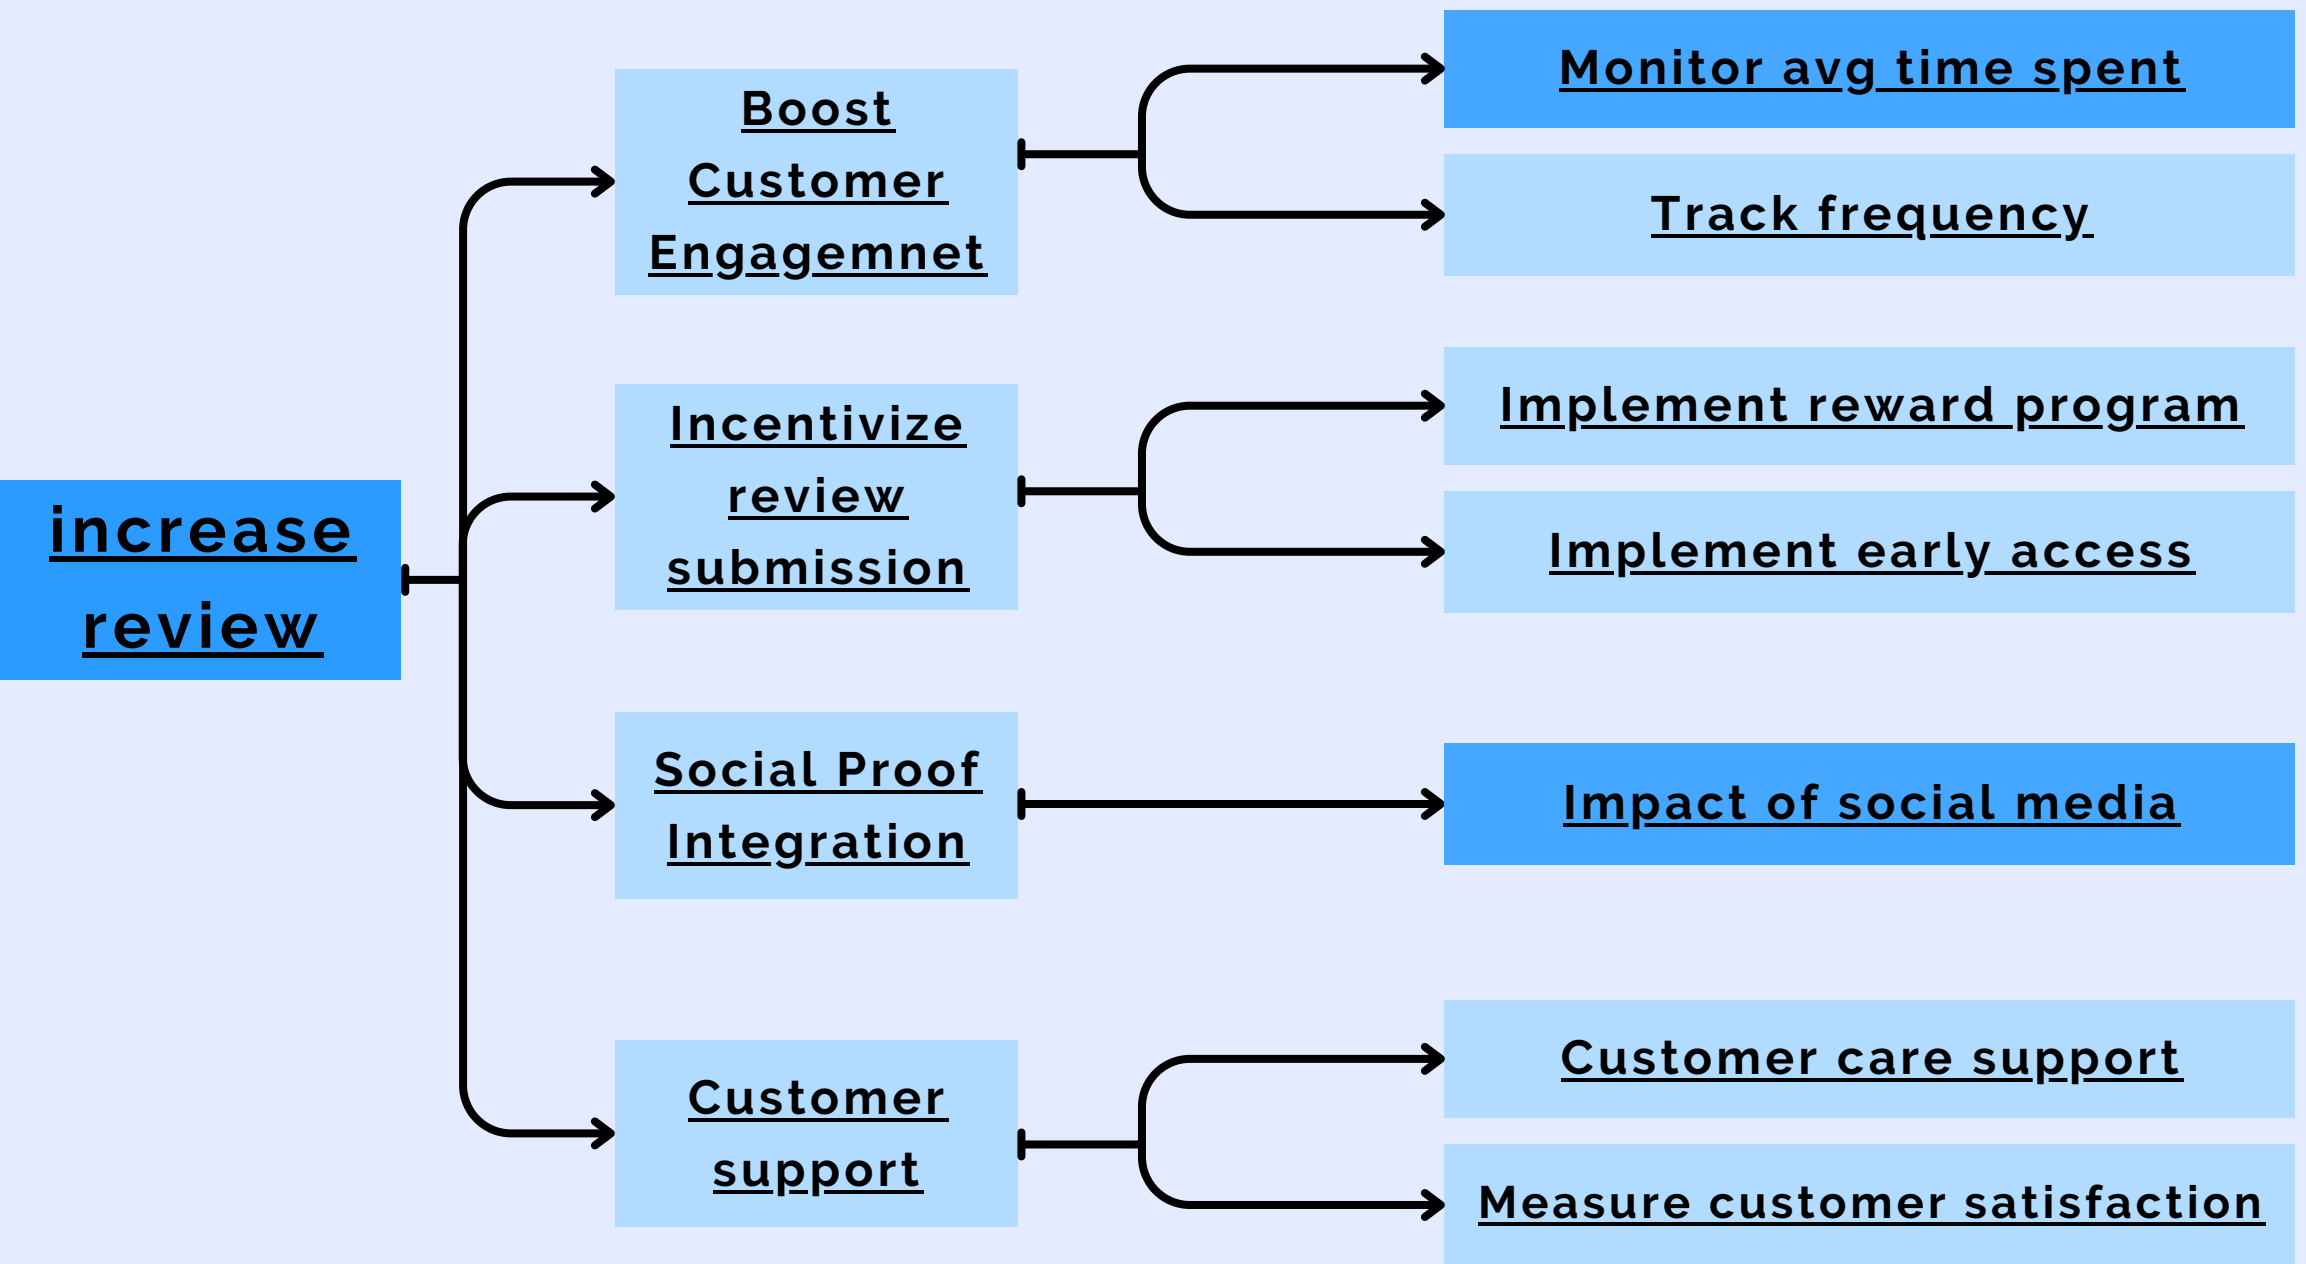 increase
review
Boost
Customer
Engagemnet
Monitor avg time spent
Track frequency
Incentivize
review
submission
Implement reward program
Implement early access
Social Proof
Integration
Impact of social media
Customer
support
Customer care support
Measure customer satisfaction